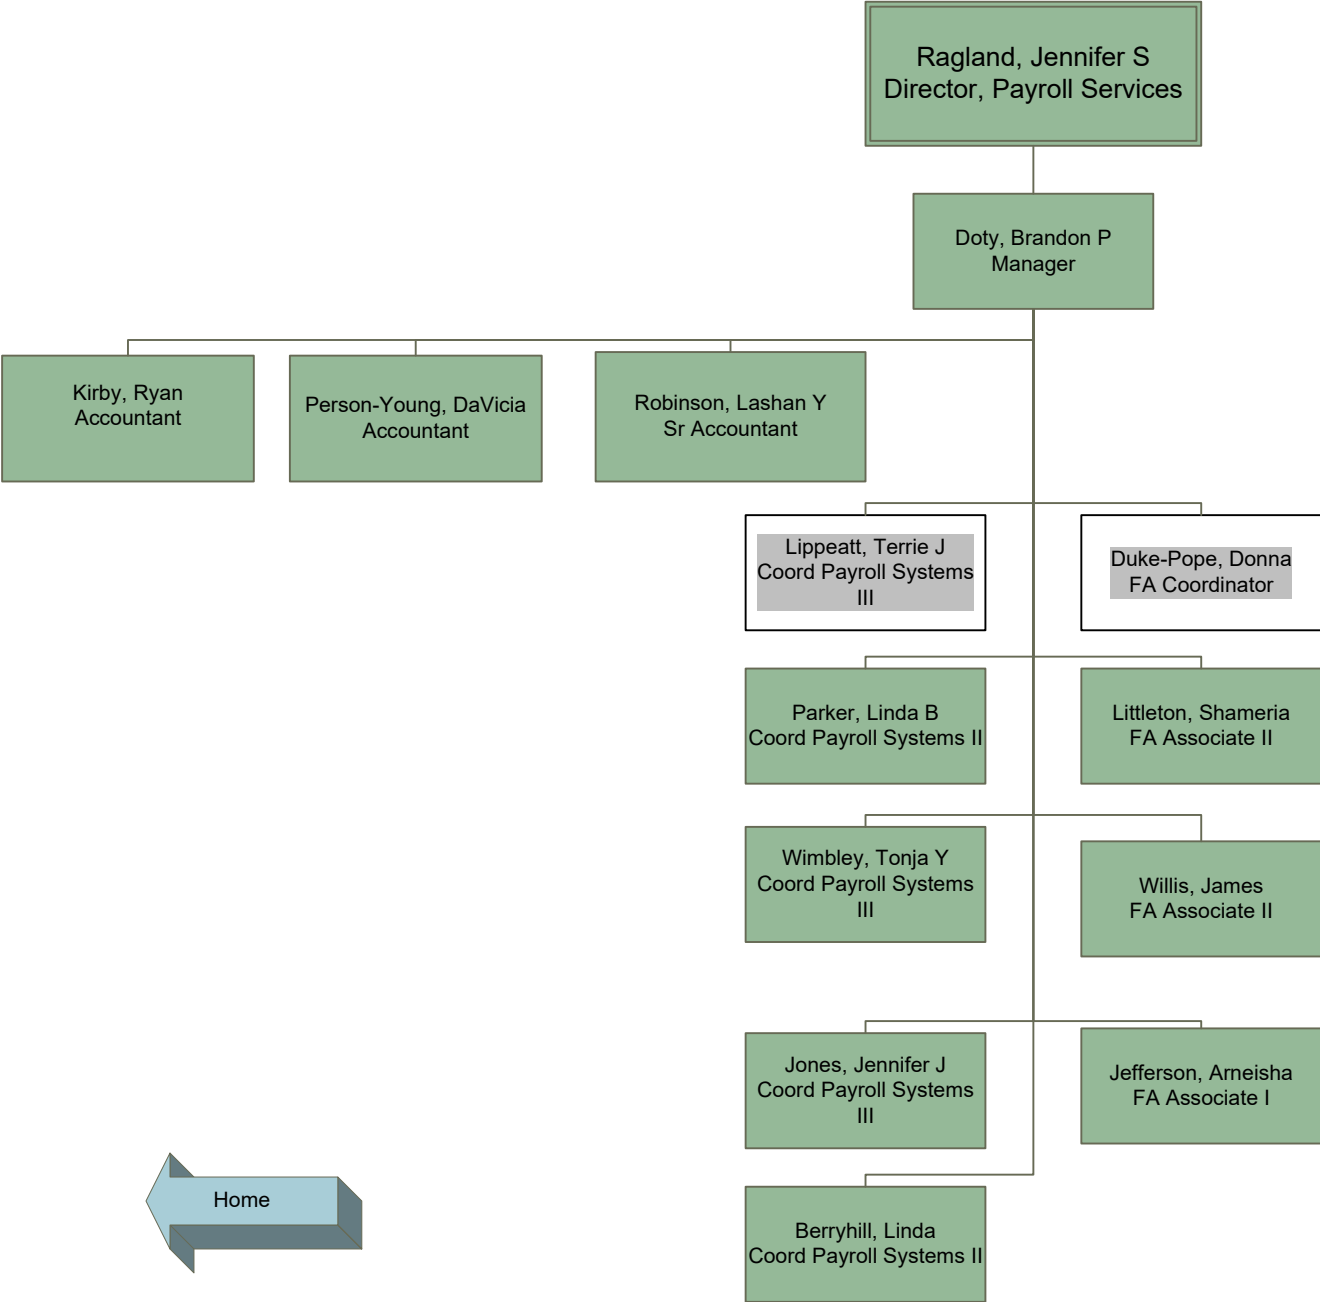 Ragland, Jennifer S
Director, Payroll Services
Doty, Brandon P
Manager
Kirby, Ryan
Accountant
Person-Young, DaVicia
Accountant
Robinson, Lashan Y
Sr Accountant
Lippeatt, Terrie J
Coord Payroll Systems
III
Duke-Pope, Donna
FA Coordinator
Parker, Linda B
Coord Payroll Systems II
Littleton, Shameria
FA Associate II
Wimbley, Tonja Y
Coord Payroll Systems
III
Willis, James
FA Associate II
Jones, Jennifer J
Coord Payroll Systems
III
Jefferson, Arneisha
FA Associate I
Home
Berryhill, Linda
Coord Payroll Systems II